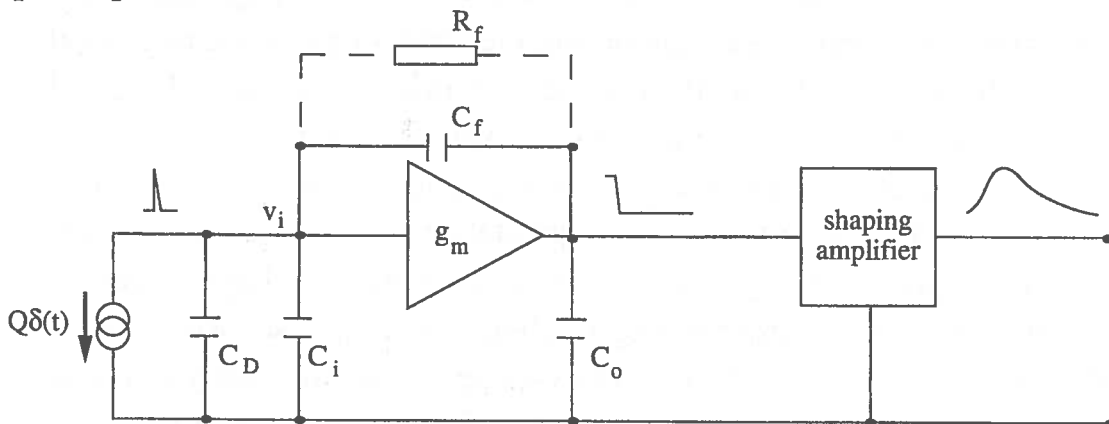 R_f
C_f
v_i
g_m
shaping
amplifier
Qδ(t)
C_D
C_i
C_o